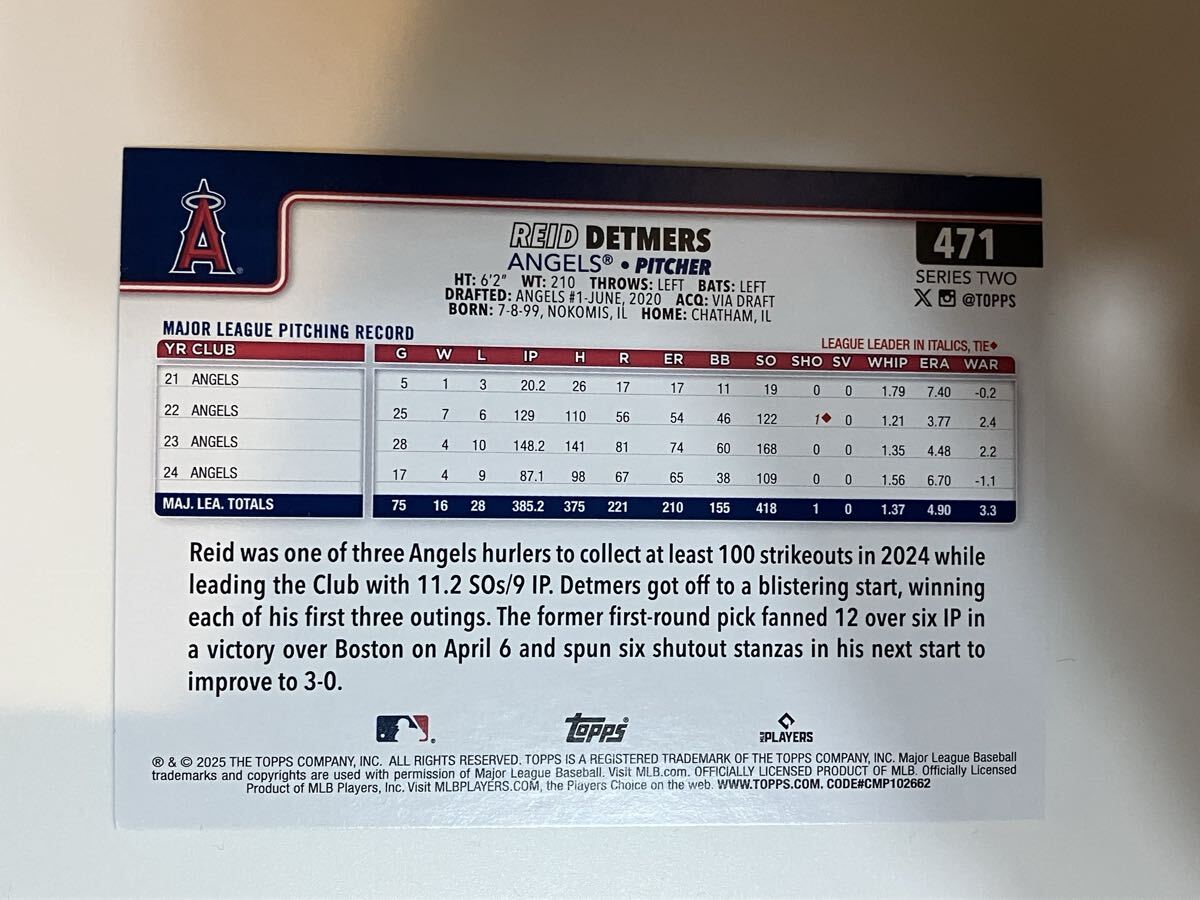 A
REID DETMERS
ANGELS® • PITCHER
HT: 6'2" WT: 210 THROWS: LEFT BATS: LEFT
DRAFTED: ANGELS #1-JUNE, 2020 ACQ: VIA DRAFT
BORN: 7-8-99, NOKOMIS, IL HOME: CHATHAM, IL
471
SERIES TWO
@TOPPS
MAJOR LEAGUE PITCHING RECORD
LEAGUE LEADER IN ITALICS, TIE◆
YR CLUB G W L IP H R ER BB SO SHO SV WHIP ERA WAR
21 ANGELS 5 1 3 20.2 26 17 17 11 19 0 0 1.79 7.40 -0.2
22 ANGELS 25 7 6 129 110 56 54 46 122 1◆ 0 1.21 3.77 2.4
23 ANGELS 28 4 10 148.2 141 81 74 60 168 0 0 1.35 4.48 2.2
24 ANGELS 17 4 9 87.1 98 67 65 38 109 0 0 1.56 6.70 -1.1
MAJ. LEA. TOTALS 75 16 28 385.2 375 221 210 155 418 1 0 1.37 4.90 3.3
Reid was one of three Angels hurlers to collect at least 100 strikeouts in 2024 while
leading the Club with 11.2 SOs/9 IP. Detmers got off to a blistering start, winning
each of his first three outings. The former first-round pick fanned 12 over six IP in
a victory over Boston on April 6 and spun six shutout stanzas in his next start to
improve to 3-0.
topps®
MLB PLAYERS
® & © 2025 THE TOPPS COMPANY, INC. ALL RIGHTS RESERVED. TOPPS IS A REGISTERED TRADEMARK OF THE TOPPS COMPANY, INC. Major League Baseball
trademarks and copyrights are used with permission of Major League Baseball. Visit MLB.com. OFFICIALLY LICENSED PRODUCT OF MLB. Officially Licensed
Product of MLB Players, Inc. Visit MLBPLAYERS.COM, the Players Choice on the web. WWW.TOPPS.COM. CODE#CMP102662